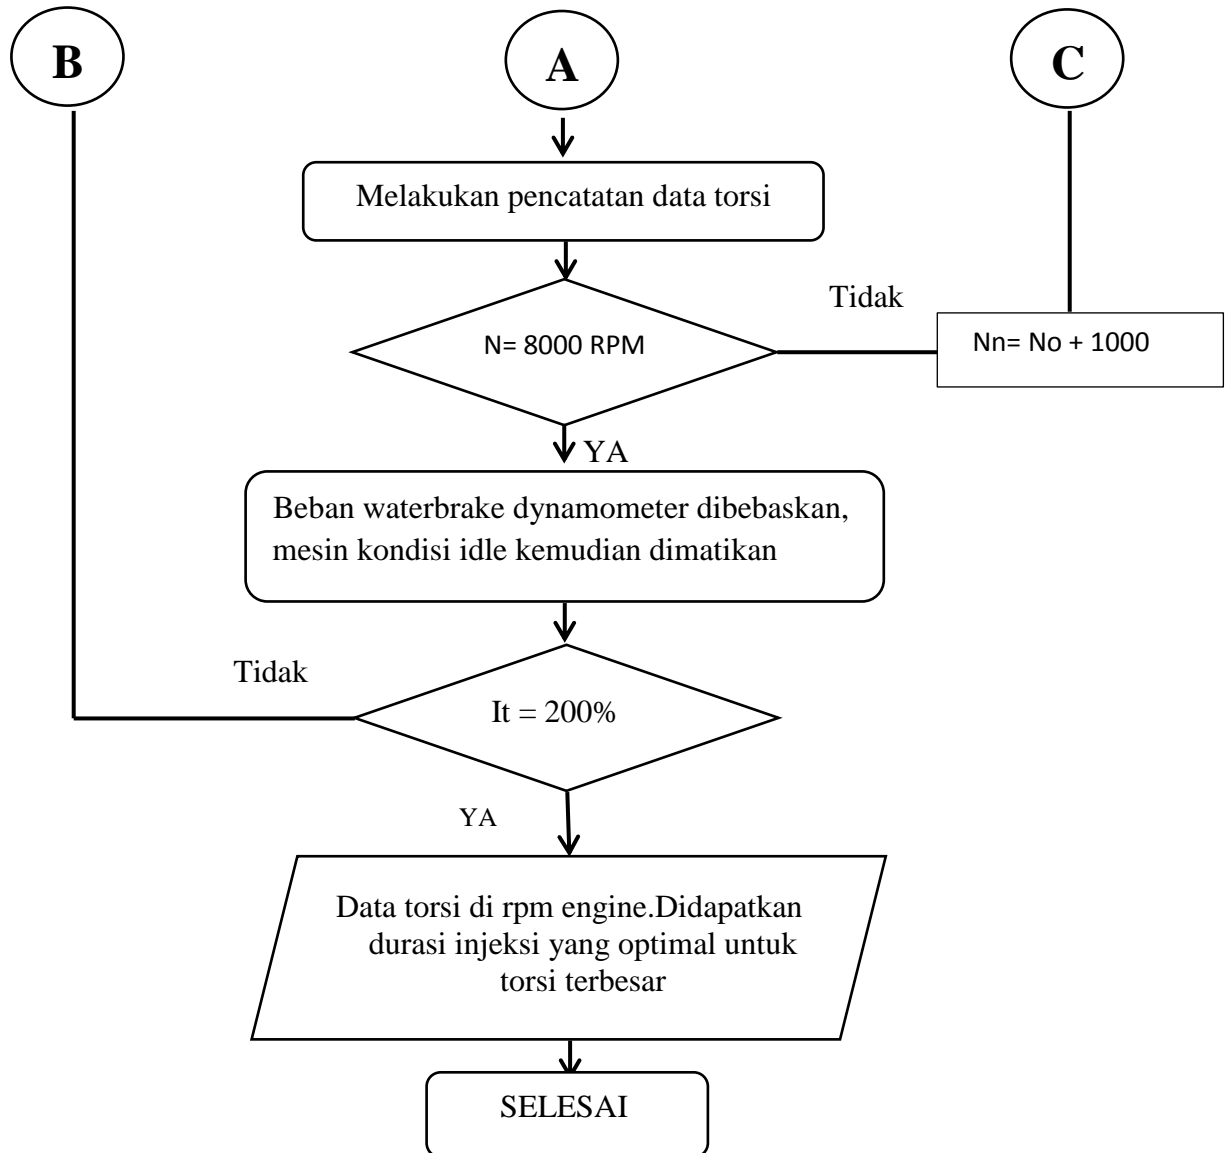 B
A
C
Melakukan pencatatan data torsi
Tidak
N= 8000 RPM
Nn= No + 1000
YA
Beban waterbrake dynamometer dibebaskan,
mesin kondisi idle kemudian dimatikan
Tidak
It = 200%
YA
Data torsi di rpm engine.Didapatkan
durasi injeksi yang optimal untuk
torsi terbesar
SELESAI